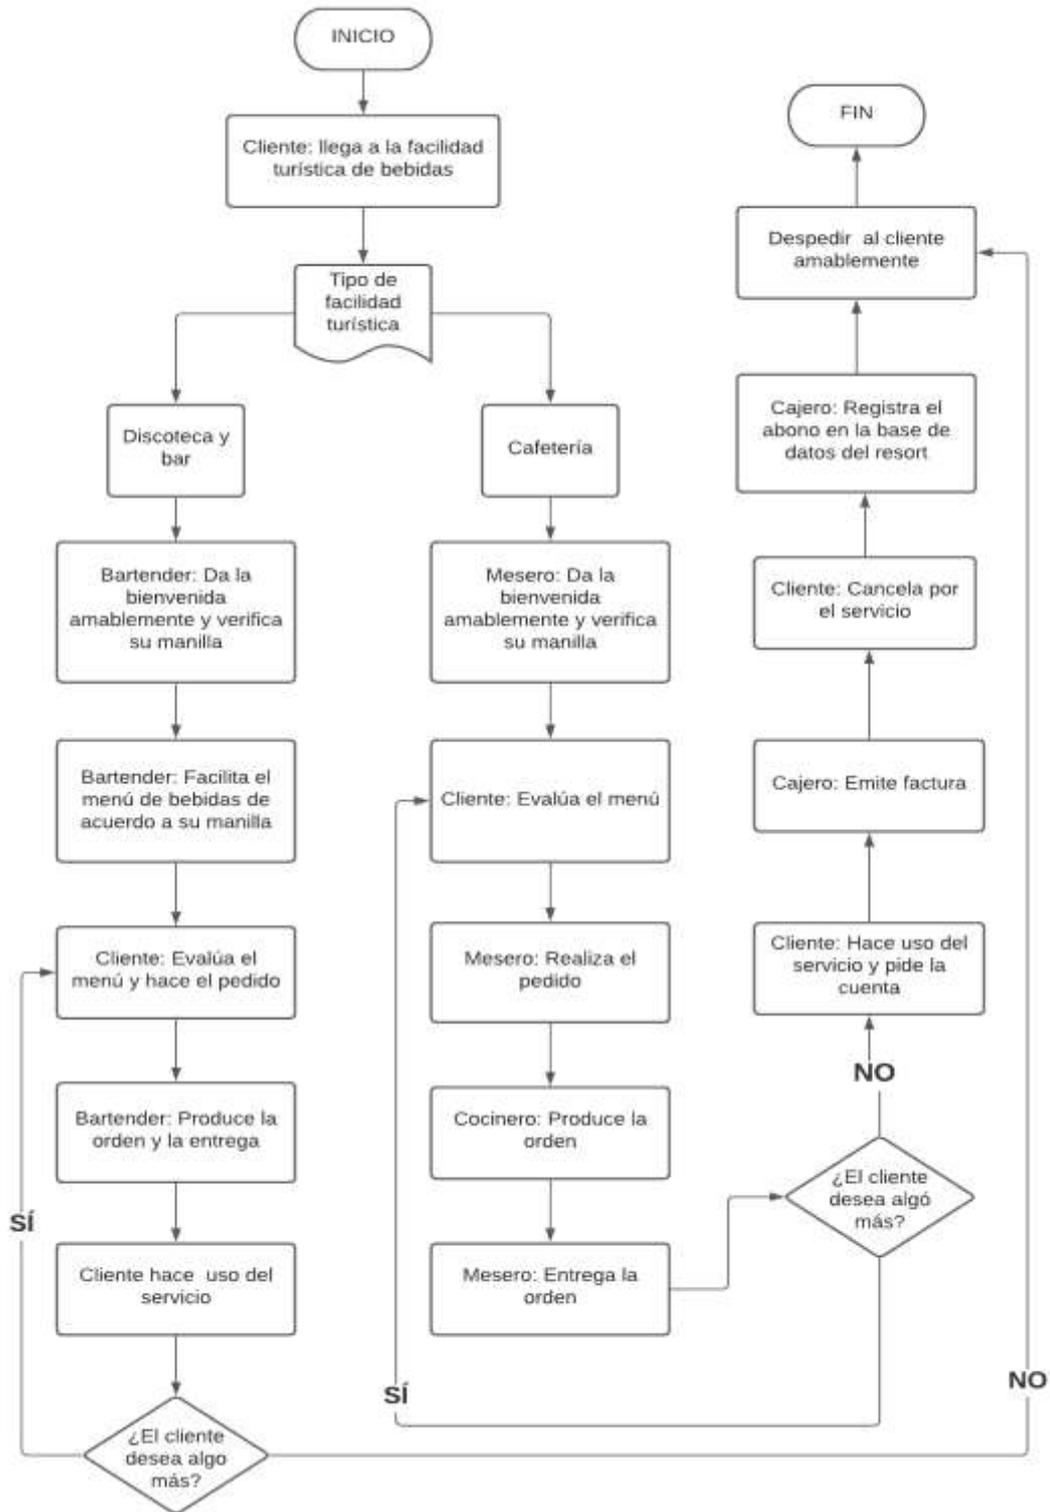 INICIO
Cliente: llega a la facilidad
turística de bebidas
Tipo de
facilidad
turística
Discoteca y
bar
Bartender: Da la
bienvenida
amablemente y verifica
su manilla
Bartender: Facilita el
menú de bebidas de
acuerdo a su manilla
Cliente: Evalúa el
menú y hace el pedido
Bartender: Produce la
orden y la entrega
Cliente hace uso del
servicio
¿El cliente
desea algo
más?
SÍ
NO
Cafetería
Mesero: Da la
bienvenida
amablemente y verifica
su manilla
Cliente: Evalúa el menú
Mesero: Realiza el
pedido
Cocinero: Produce la
orden
Mesero: Entrega la
orden
¿El cliente
desea algó
más?
SÍ
NO
Cliente: Hace uso del
servicio y pide la
cuenta
Cajero: Emite factura
Cliente: Cancela por
el servicio
Cajero: Registra el
abono en la base de
datos del resort
Despedir al cliente
amablemente
FIN